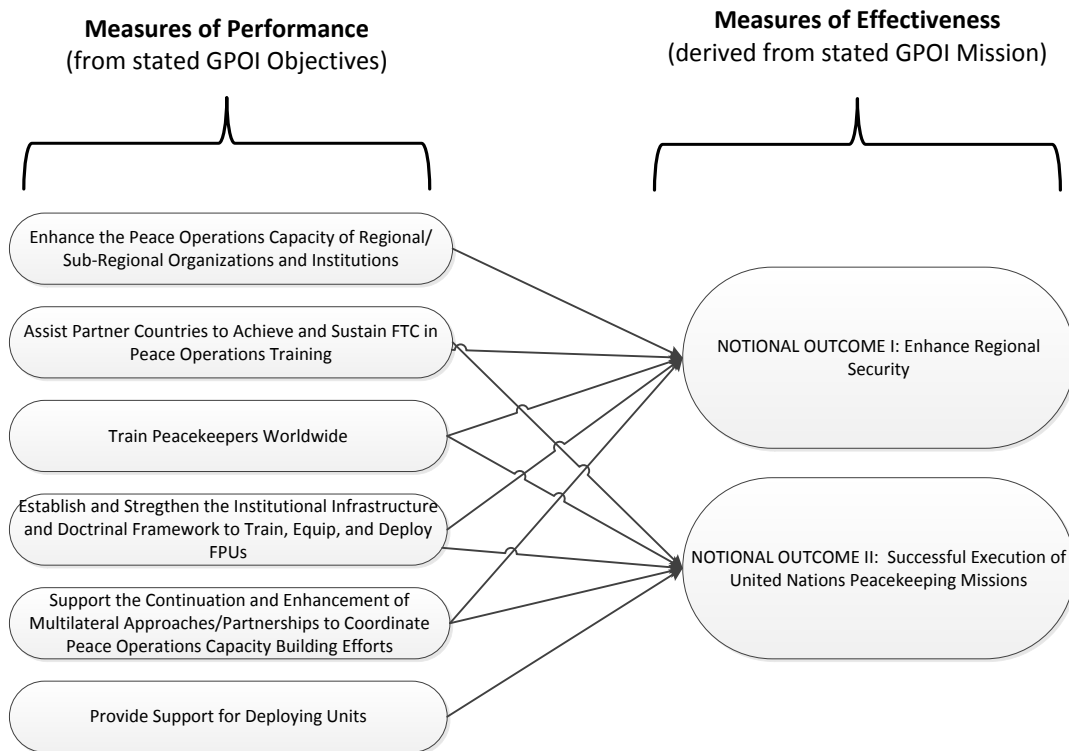 Measures of Performance
(from stated GPOI Objectives)
Measures of Effectiveness
(derived from stated GPOI Mission)
Enhance the Peace Operations Capacity of Regional/
Sub-Regional Organizations and Institutions
Assist Partner Countries to Achieve and Sustain FTC in
Peace Operations Training
Train Peacekeepers Worldwide
Establish and Stregthen the Institutional Infrastructure
and Doctrinal Framework to Train, Equip, and Deploy
FPUs
Support the Continuation and Enhancement of
Multilateral Approaches/Partnerships to Coordinate
Peace Operations Capacity Building Efforts
Provide Support for Deploying Units
NOTIONAL OUTCOME I: Enhance Regional
Security
NOTIONAL OUTCOME II:  Successful Execution of
United Nations Peacekeeping Missions